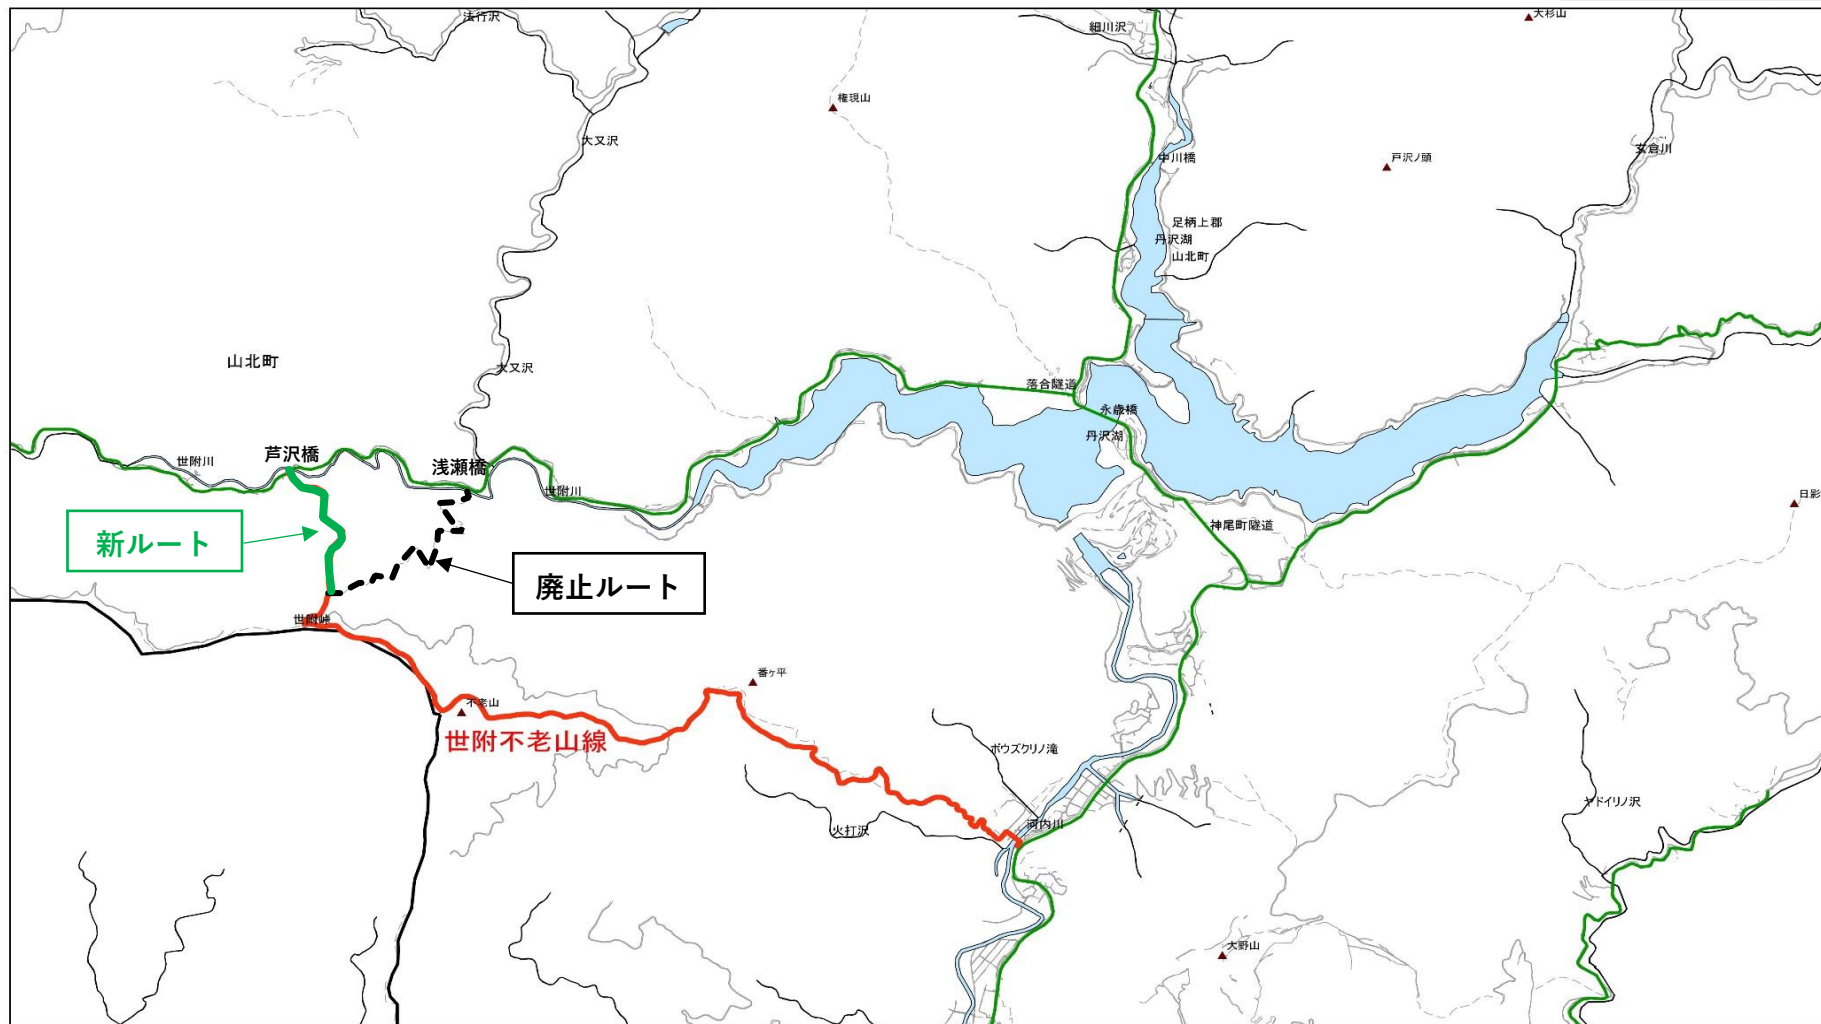 法行沢
細川沢
大杉山
権現山
大又沢
中川橋
戸沢ノ頭
玄倉川
足柄上郡
丹沢湖
山北町
山北町
大又沢
落合隧道
永歳橋
丹沢湖
芦沢橋
世附川
浅瀬橋
世附川
日影
神尾町隧道
新ルート
廃止ルート
世附峠
番ヶ平
不老山
世附不老山線
ボウズクリノ滝
ヤドイリノ沢
火打沢
河内川
大野山